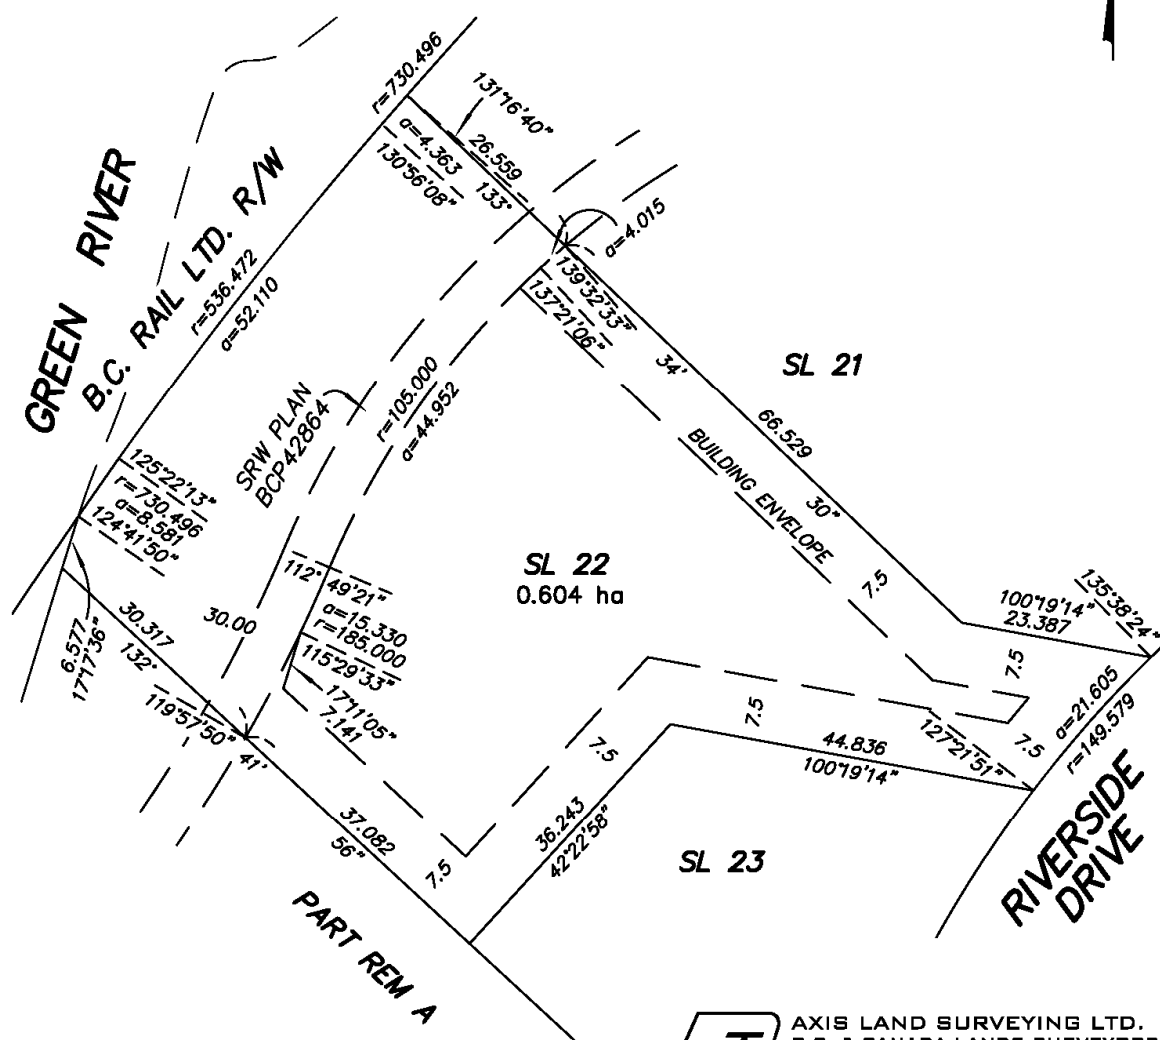 r=730.496
131°16'40"
a=4.363
26.559
130°56'08"
133°
a=4.015
139°32'33"
137°21'06"
34'
GREEN RIVER
B.C. RAIL LTD. R/W
r=536.472
a=52.110
SL 21
66.529
30"
BUILDING ENVELOPE
7.5
r=105.000
a=44.952
SRW PLAN
BCP42864
125°22'13"
r=730.496
a=8.581
124°41'50"
SL 22
0.604 ha
112° 49'21"
a=15.330
r=185.000
115°29'33"
17°11'05"
7.141
30.317
132°
30.00
6.577
17°17'36"
119°57'50"
41'
37.082
56"
7.5
7.5
36.243
42°22'58"
7.5
44.836
100°19'14"
100°19'14"
23.387
135°38'24"
7.5
127°21'51"
7.5
a=21.605
r=149.579
RIVERSIDE
DRIVE
SL 23
PART REM A
AXIS LAND SURVEYING LTD.